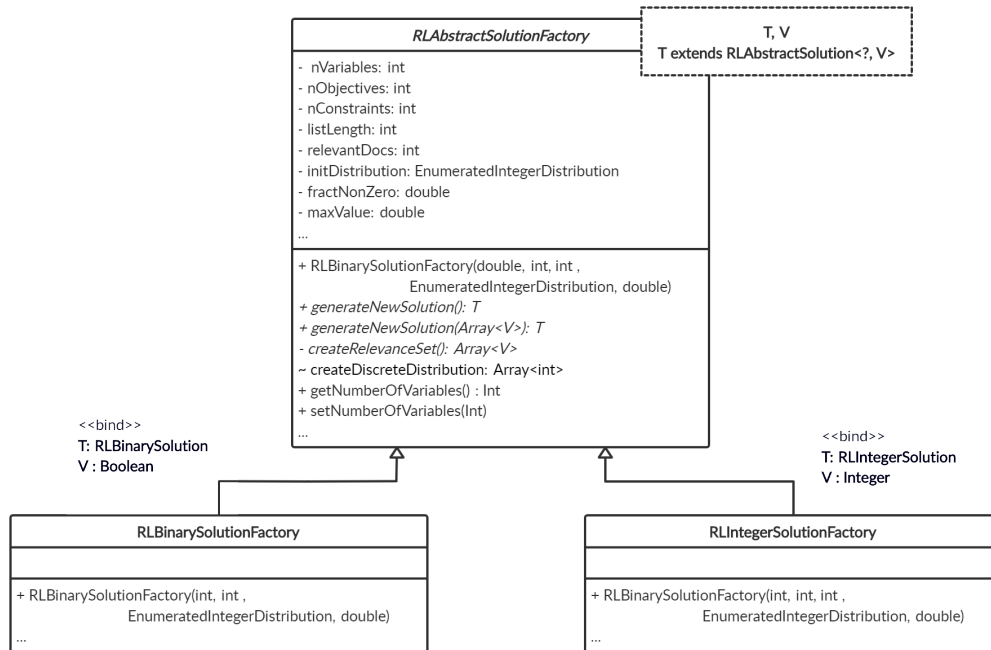 RLAbstractSolutionFactory
T, V
T extends RLAbstractSolution<?, V>
- nVariables: int
- nObjectives: int
- nConstraints: int
- listLength: int
- relevantDocs: int
- initDistribution: EnumeratedIntegerDistribution
- fractNonZero: double
- maxValue: double
...
+ RLBinarySolutionFactory(double, int, int ,
EnumeratedIntegerDistribution, double)
+ generateNewSolution(): T
+ generateNewSolution(Array<V>): T
- createRelevanceSet(): Array<V>
~ createDiscreteDistribution: Array<int>
+ getNumberOfVariables() : Int
+ setNumberOfVariables(Int)
...
<<bind>>
T: RLBinarySolution
V : Boolean
<<bind>>
T: RLIntegerSolution
V : Integer
RLBinarySolutionFactory
+ RLBinarySolutionFactory(int, int ,
EnumeratedIntegerDistribution, double)
...
RLIntegerSolutionFactory
+ RLBinarySolutionFactory(int, int, int ,
EnumeratedIntegerDistribution, double)
...